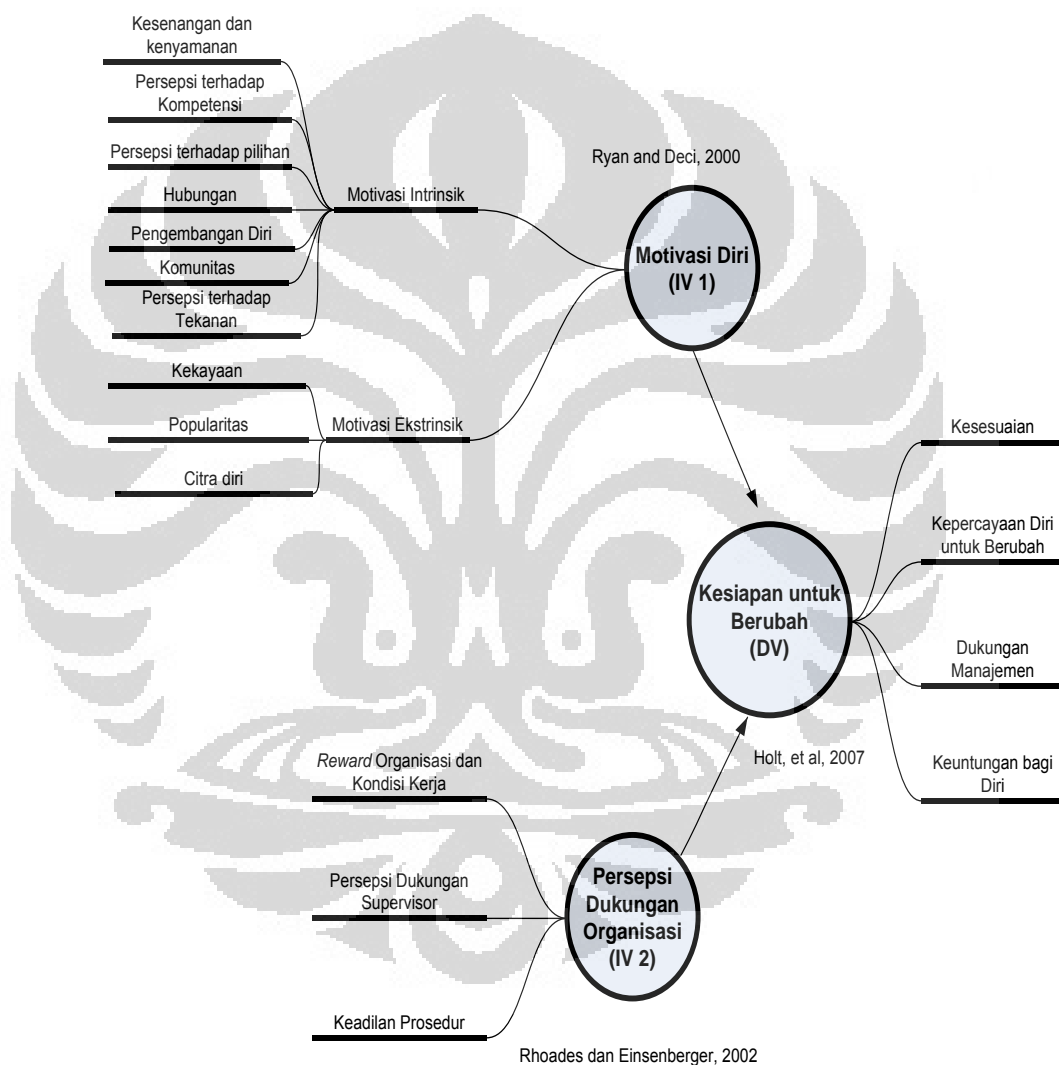 Kesenangan dan
kenyamanan
Persepsi terhadap
Kompetensi
Persepsi terhadap pilihan
Hubungan
Pengembangan Diri
Komunitas
Persepsi terhadap
Tekanan
Motivasi Intrinsik
Kekayaan
Popularitas
Citra diri
Motivasi Ekstrinsik
Ryan and Deci, 2000
Motivasi Diri
(IV 1)
Kesiapan untuk
Berubah
(DV)
Holt, et al, 2007
Kesesuaian
Kepercayaan Diri
untuk Berubah
Dukungan
Manajemen
Keuntungan bagi
Diri
Reward Organisasi dan
Kondisi Kerja
Persepsi Dukungan
Supervisor
Keadilan Prosedur
Persepsi
Dukungan
Organisasi
(IV 2)
Rhoades dan Einsenberger, 2002